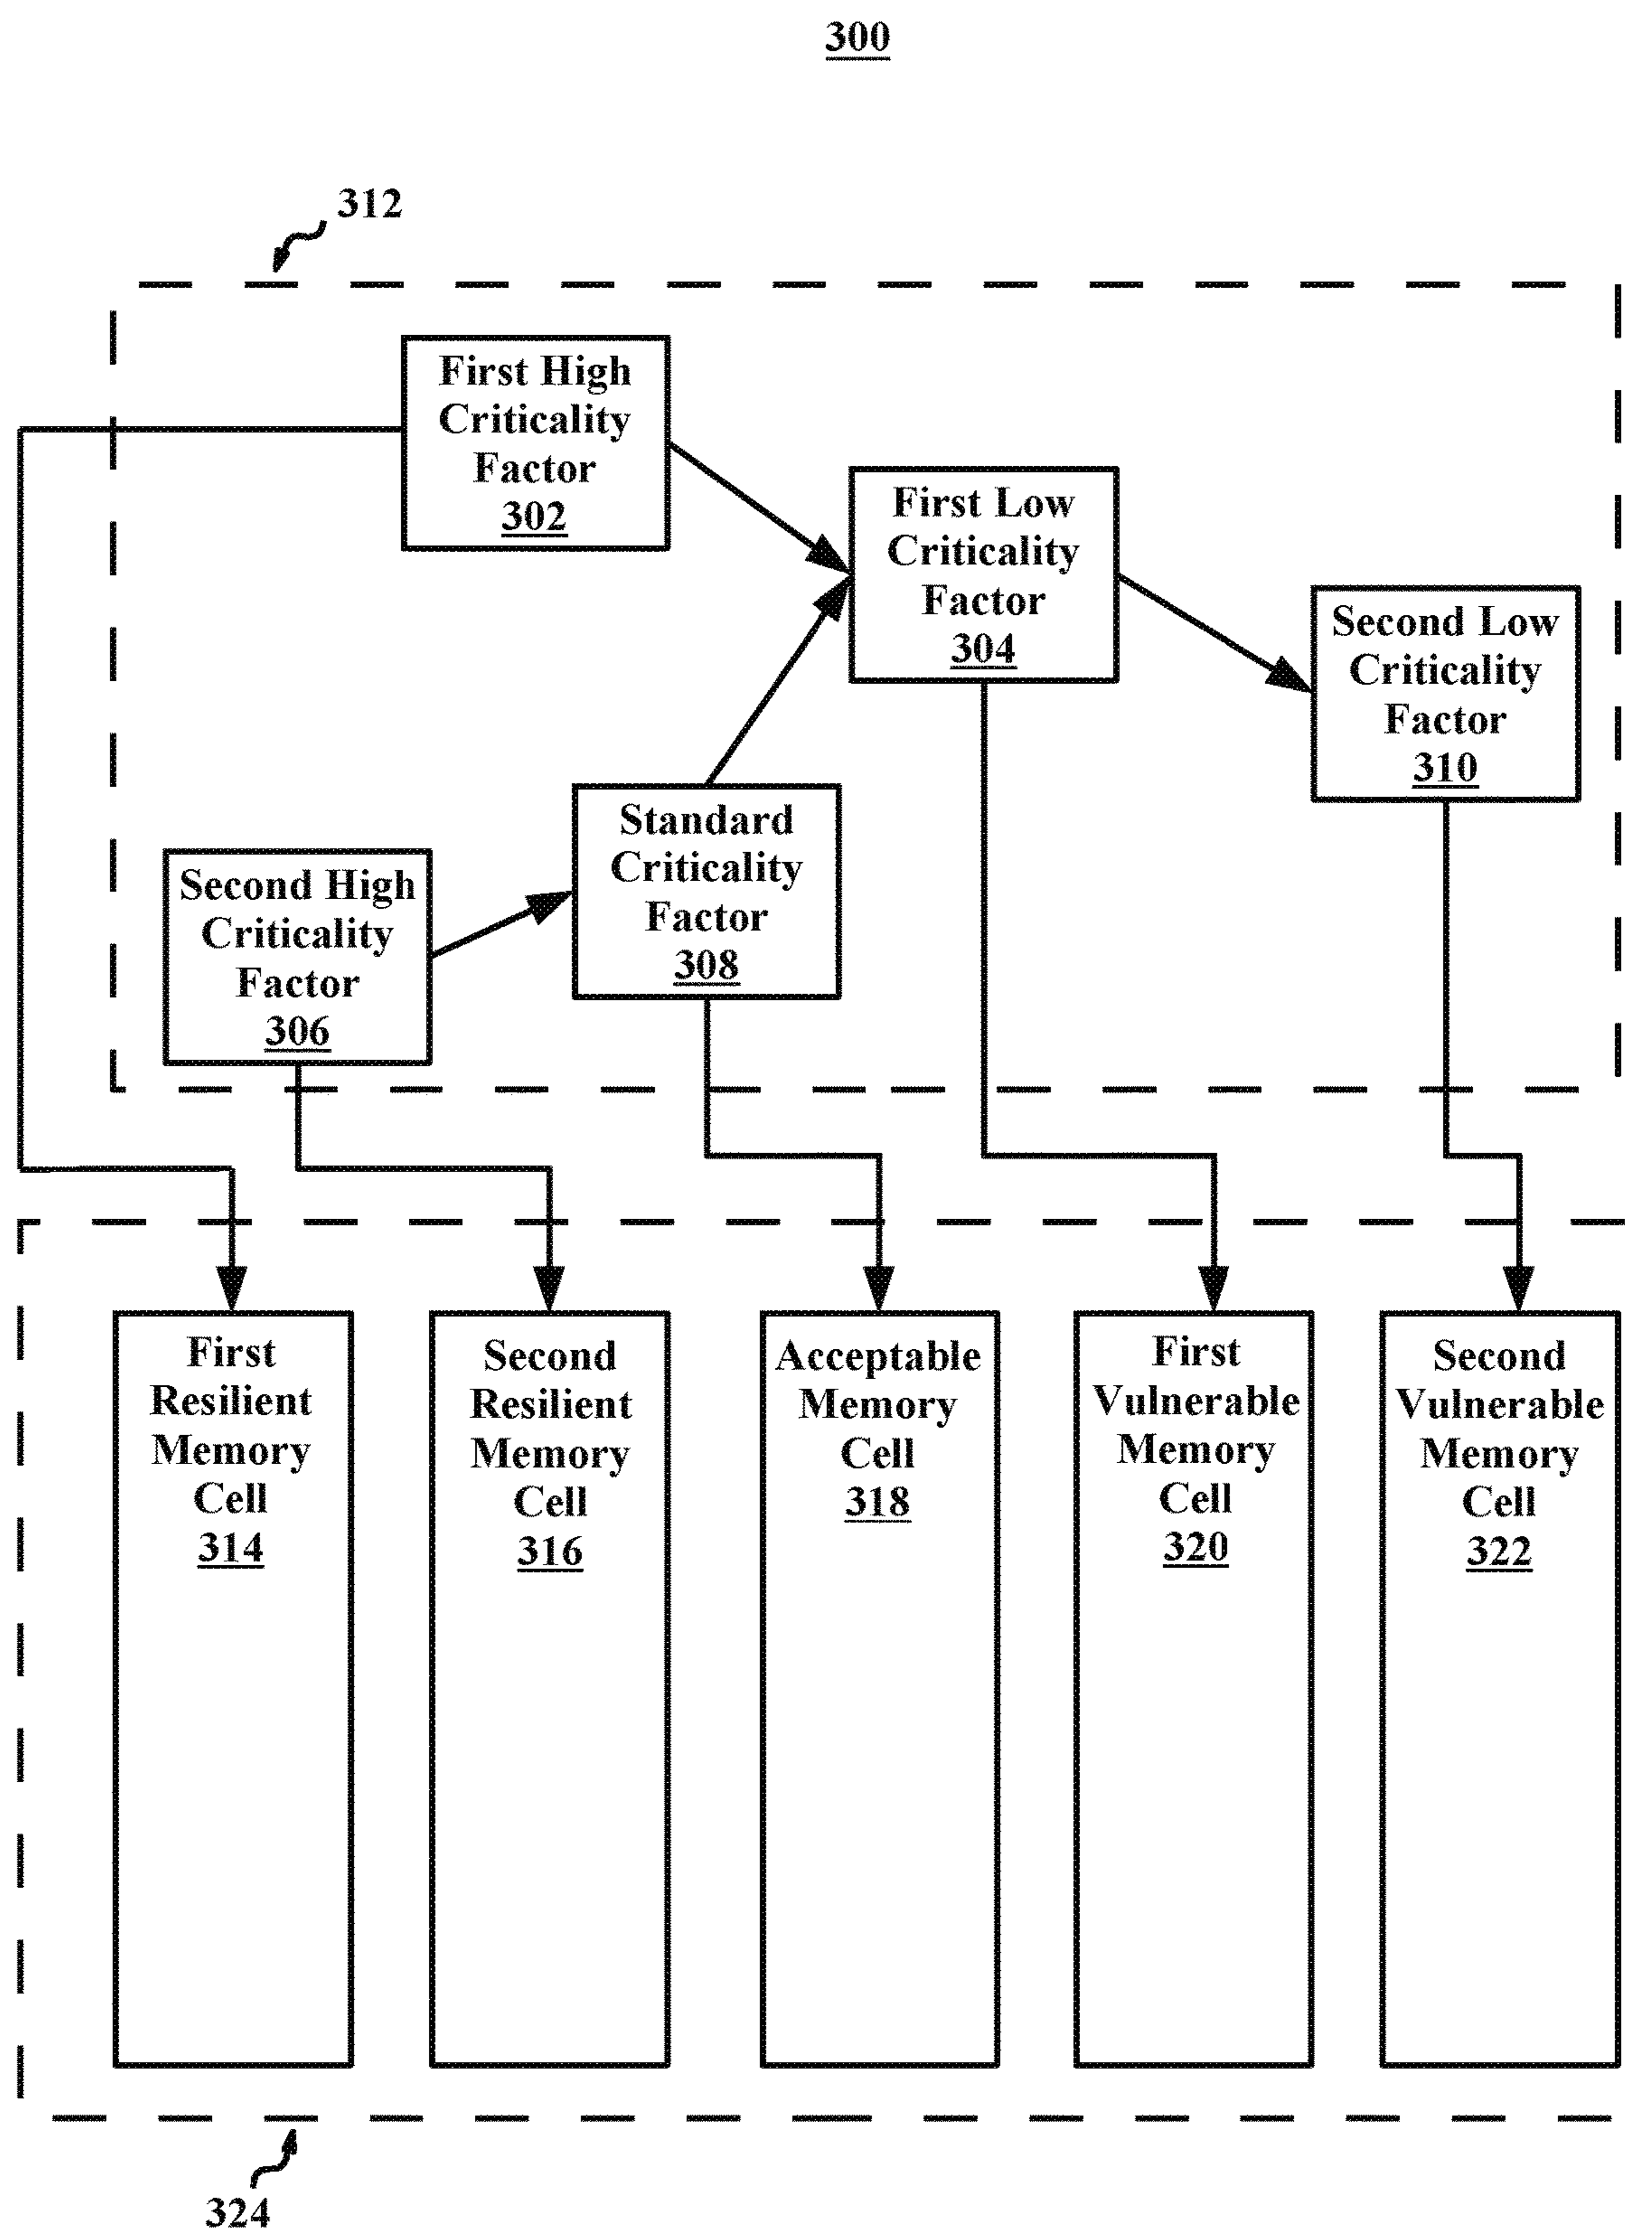 300
312
First High
Criticality
Factor
302
First Low
Criticality
Factor
304
Second Low
Criticality
Factor
310
Standard
Criticality
Factor
308
Second High
Criticality
Factor
306
First
Resilient
Memory
Cell
314
Second
Resilient
Memory
Cell
316
Acceptable
Memory
Cell
318
First
Vulnerable
Memory
Cell
320
Second
Vulnerable
Memory
Cell
322
324